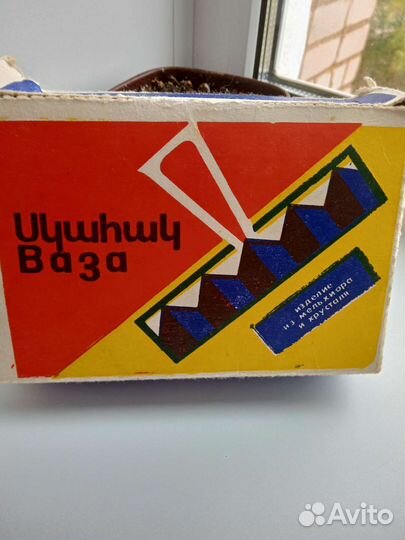 Սկահակ
Ваза
изделие
из мельхиора
и хрусталя
Avito